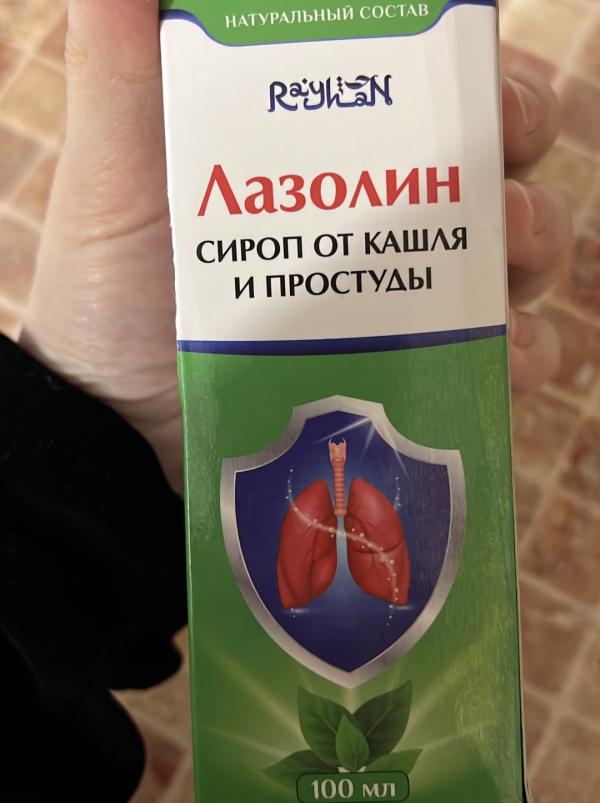 НАТУРАЛЬНЫЙ СОСТАВ
RayhaN
Лазолин
СИРОП ОТ КАШЛЯ
И ПРОСТУДЫ
100 мл